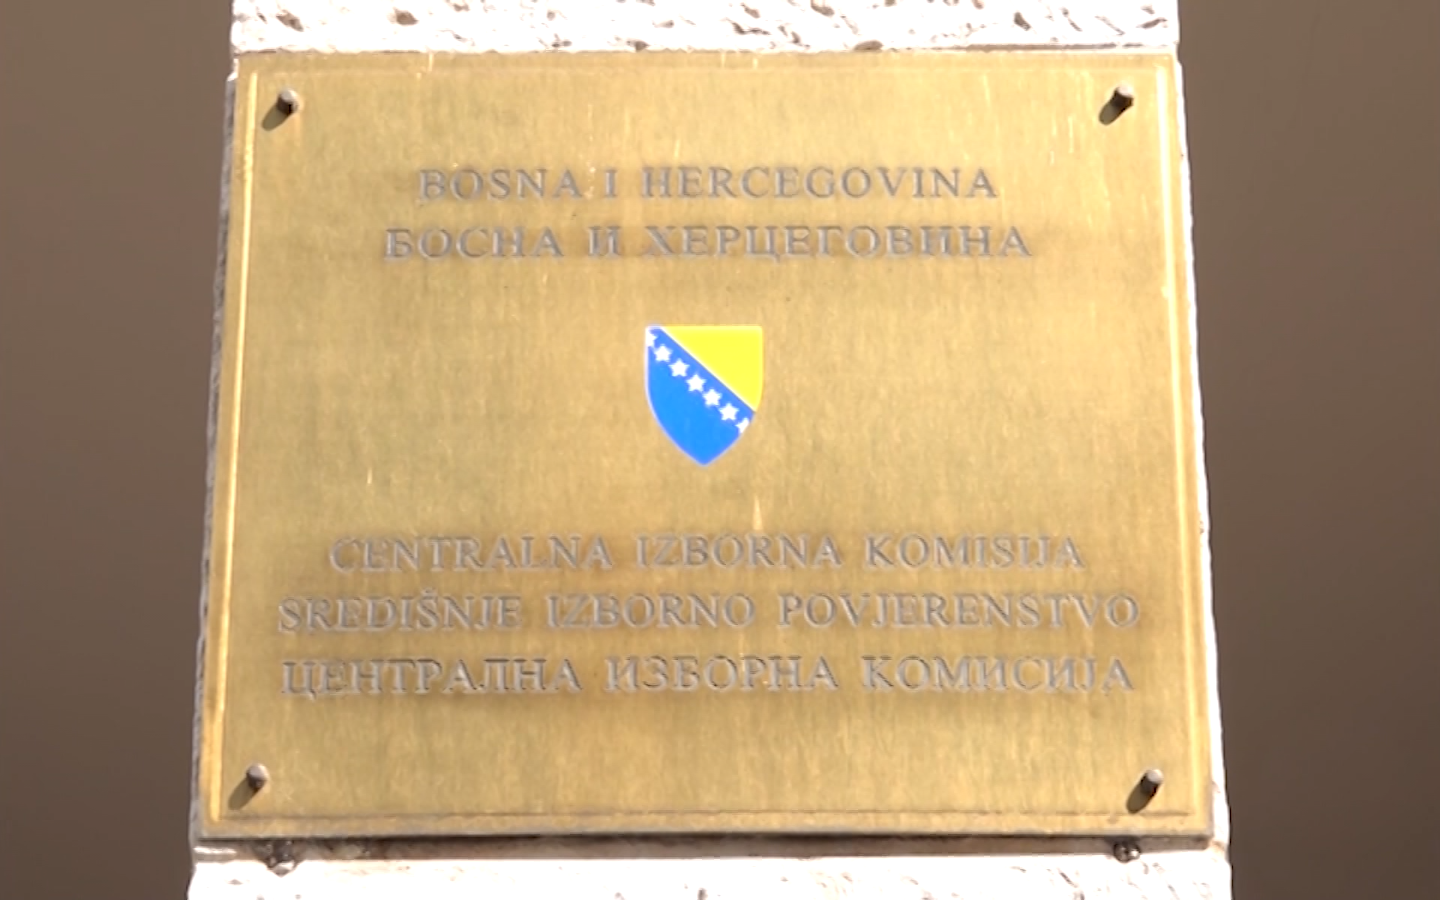 BOSNA I HERCEGOVINA
БОСНА И ХЕРЦЕГОВИНА
CENTRALNA IZBORNA KOMISIJA
SREDIŠNJE IZBORNO POVJERENSTVO
ЦЕНТРАЛНА ИЗБОРНА КОМИСИЈА